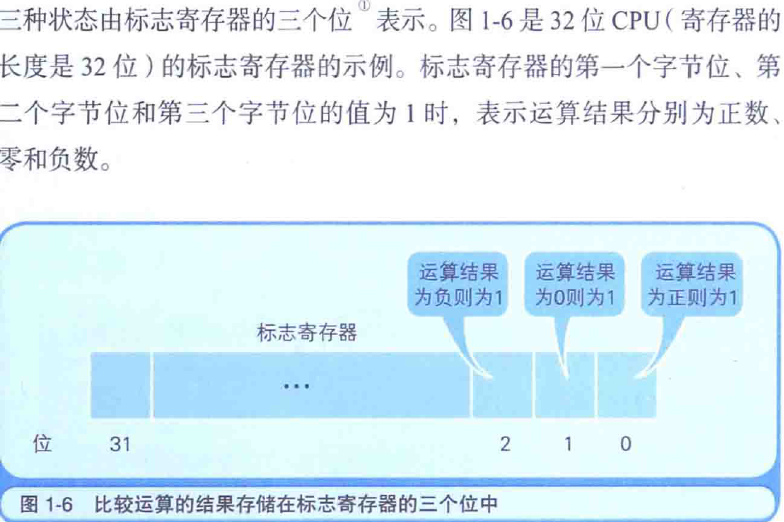 三种状态由标志寄存器的三个位①表示。图 1-6 是 32 位 CPU（寄存器的
长度是 32 位）的标志寄存器的示例。标志寄存器的第一个字节位、第
二个字节位和第三个字节位的值为 1 时，表示运算结果分别为正数、
零和负数。
运算结果 运算结果 运算结果
为负则为1 为0则为1 为正则为1
标志寄存器
...
位 31 2 1 0
图 1-6 比较运算的结果存储在标志寄存器的三个位中